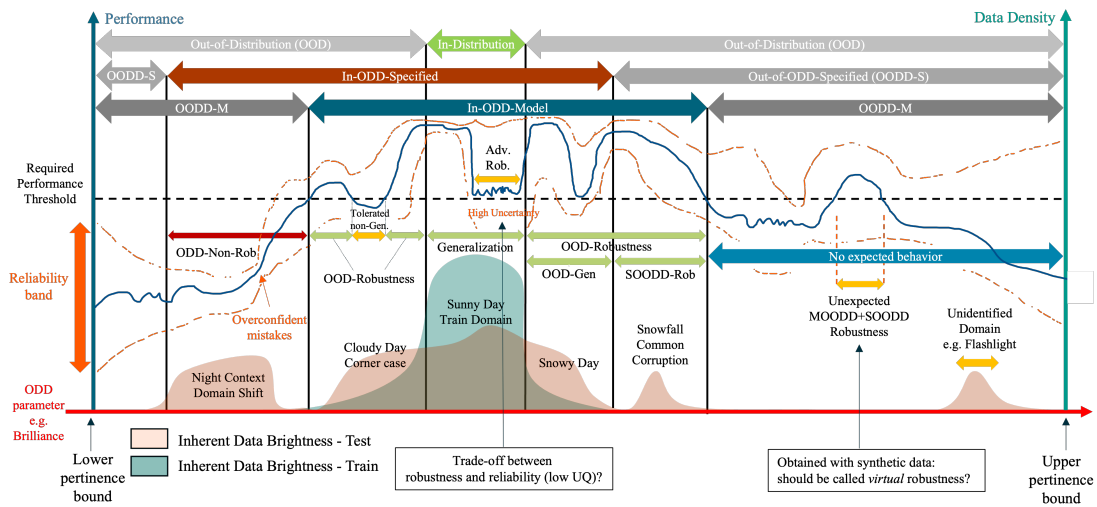 Performance
Data Density
Out-of-Distribution (OOD)
In-Distribution
Out-of-Distribution (OOD)
OODD-S
In-ODD-Specified
Out-of-ODD-Specified (OODD-S)
OODD-M
In-ODD-Model
OODD-M
Required
Performance
Threshold
Adv.
Rob.
Tolerated
non-Gen.
High Uncertainty
ODD-Non-Rob
OOD-Robustness
Generalization
OOD-Robustness
OOD-Gen
SOODD-Rob
No expected behavior
Reliability
band
Overconfident
mistakes
Unexpected
MOODD+SOODD
Robustness
Unidentified
Domain
e.g. Flashlight
Sunny Day
Train Domain
Cloudy Day
Corner case
Snowy Day
Snowfall
Common
Corruption
Night Context
Domain Shift
ODD
parameter
e.g.
Brilliance
Lower
pertinence
bound
Inherent Data Brightness - Test
Inherent Data Brightness - Train
Trade-off between
robustness and reliability (low UQ)?
Obtained with synthetic data:
should be called virtual robustness?
Upper
pertinence
bound